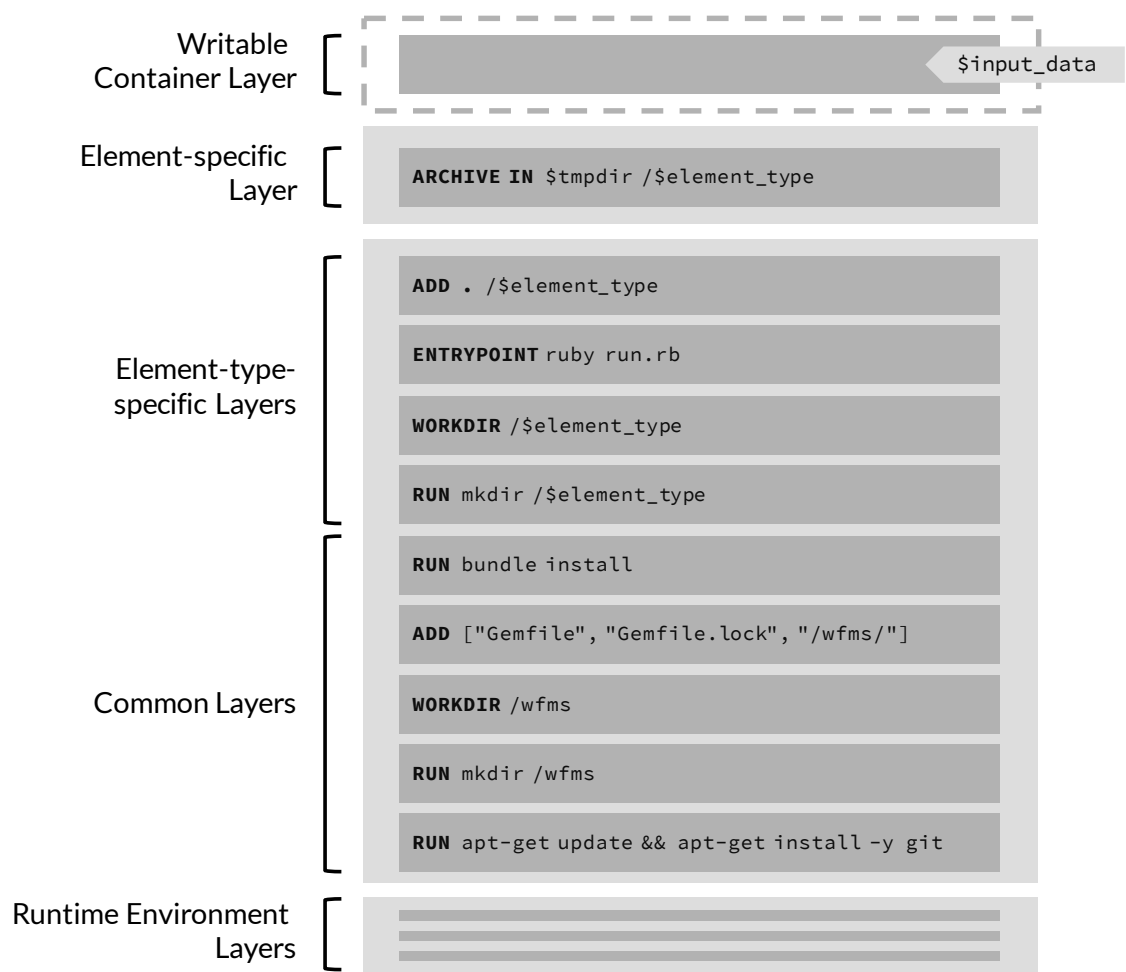 Writable
Container Layer
$input_data
Element-specific
Layer
ARCHIVE IN $tmpdir /$element_type
Element-type-
specific Layers
ADD . /$element_type
ENTRYPOINT ruby run.rb
WORKDIR /$element_type
RUN mkdir /$element_type
Common Layers
RUN bundle install
ADD ["Gemfile", "Gemfile.lock", "/wfms/"]
WORKDIR /wfms
RUN mkdir /wfms
RUN apt-get update && apt-get install -y git
Runtime Environment
Layers